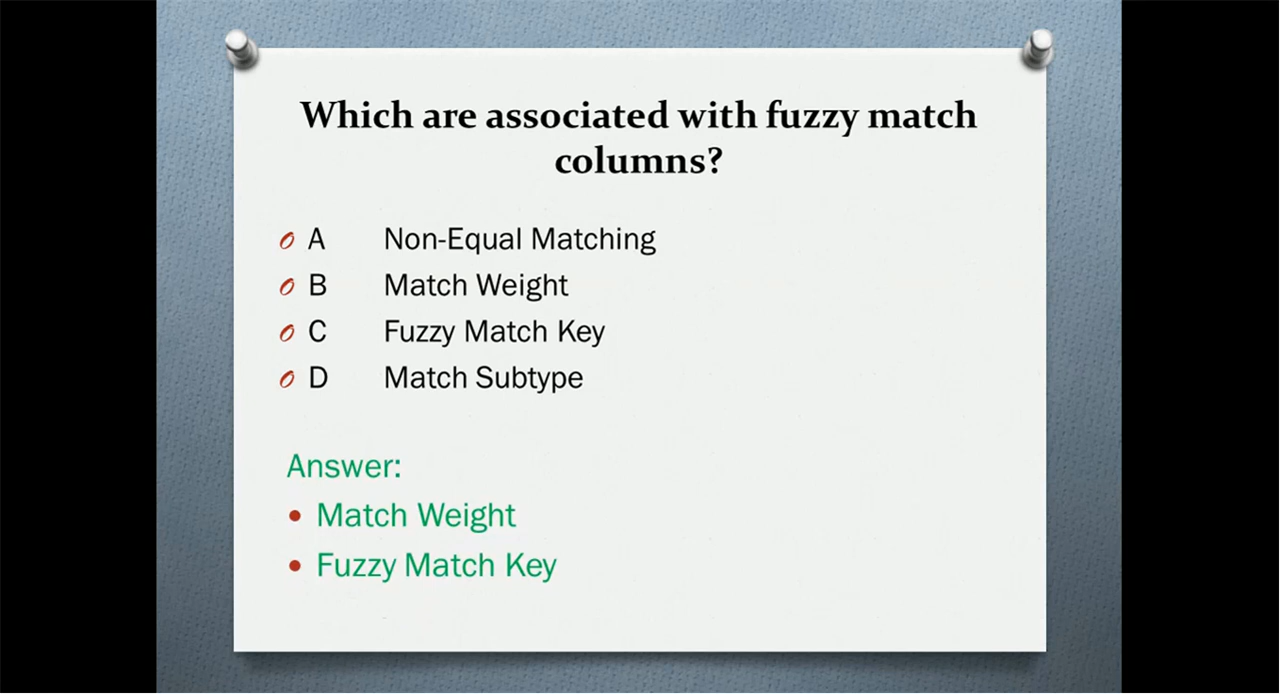 Which are associated with fuzzy match
columns?
A Non-Equal Matching
B Match Weight
C Fuzzy Match Key
D Match Subtype
Answer:
• Match Weight
• Fuzzy Match Key